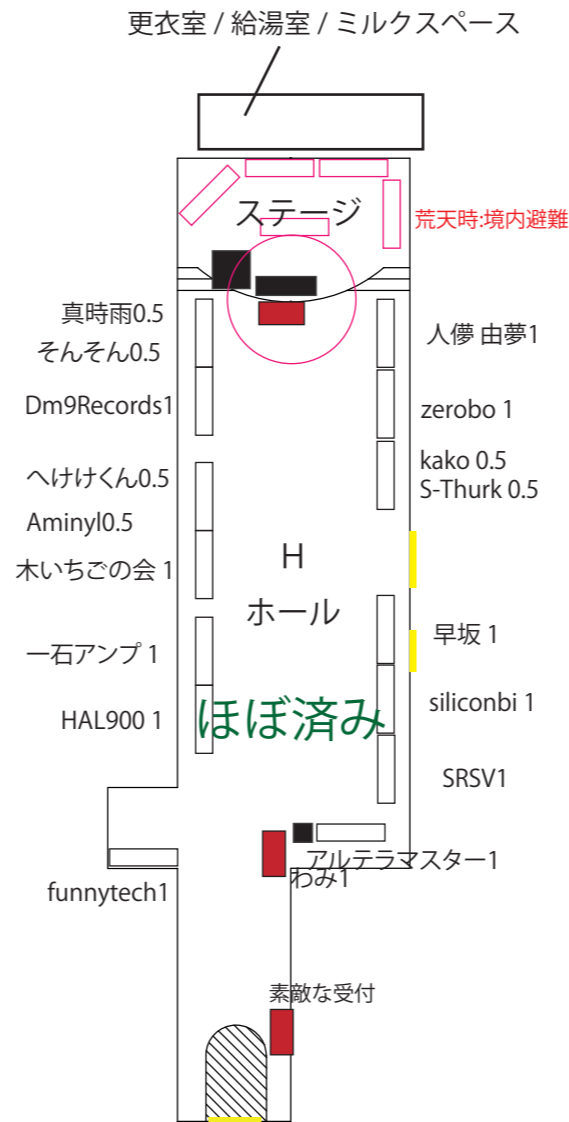 更衣室 / 給湯室 / ミルクスペース
ステージ
荒天時:境内避難
真時雨0.5
そんそん0.5
Dm9Records1
へけけくん0.5
Aminyl0.5
木いちごの会 1
一石アンプ 1
HAL900 1
funnytech1
人儚 由夢1
zerobo 1
kako 0.5
S-Thurk 0.5
H
ホール
早坂 1
siliconbi 1
ほぼ済み
SRSV1
アルテラマスター1
わみ1
素敵な受付